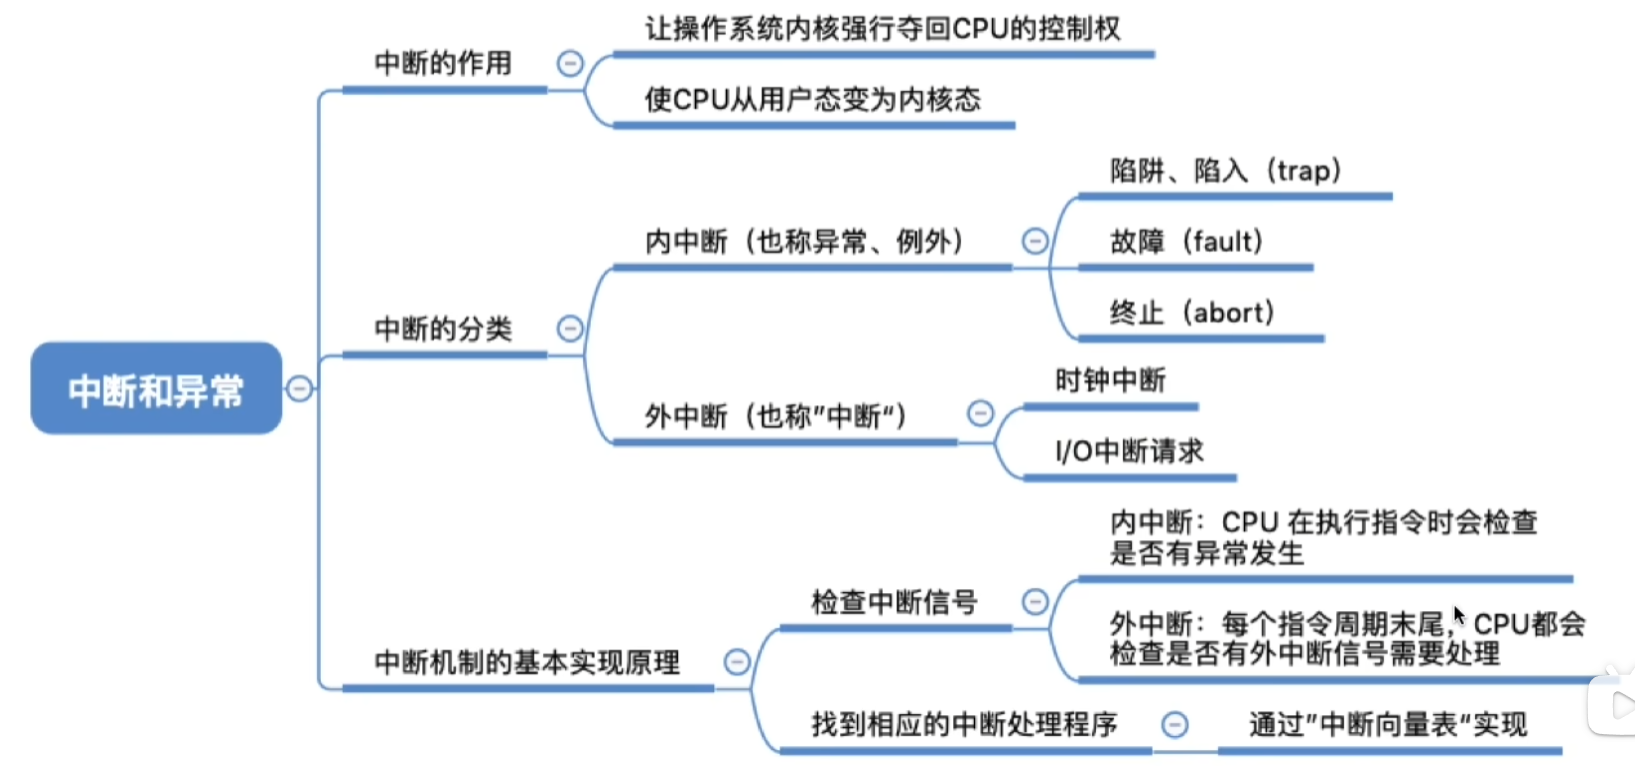 中断和异常
中断的作用
让操作系统内核强行夺回CPU的控制权
使CPU从用户态变为内核态
中断的分类
内中断（也称异常、例外）
陷阱、陷入（trap）
故障（fault）
终止（abort）
外中断（也称”中断“）
时钟中断
I/O中断请求
中断机制的基本实现原理
检查中断信号
内中断：CPU 在执行指令时会检查
是否有异常发生
外中断：每个指令周期末尾，CPU都会
检查是否有外中断信号需要处理
找到相应的中断处理程序
通过”中断向量表“实现